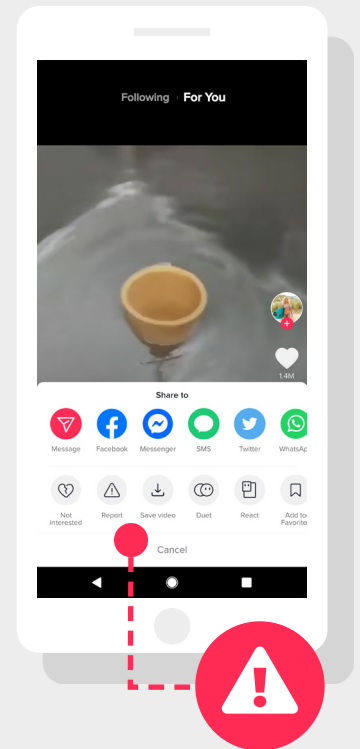 Following For You
1.4M
Share to
Message Facebook Messenger SMS Twitter WhatsAp
Not interested Report Save video Duet React Add to Favorite
Cancel